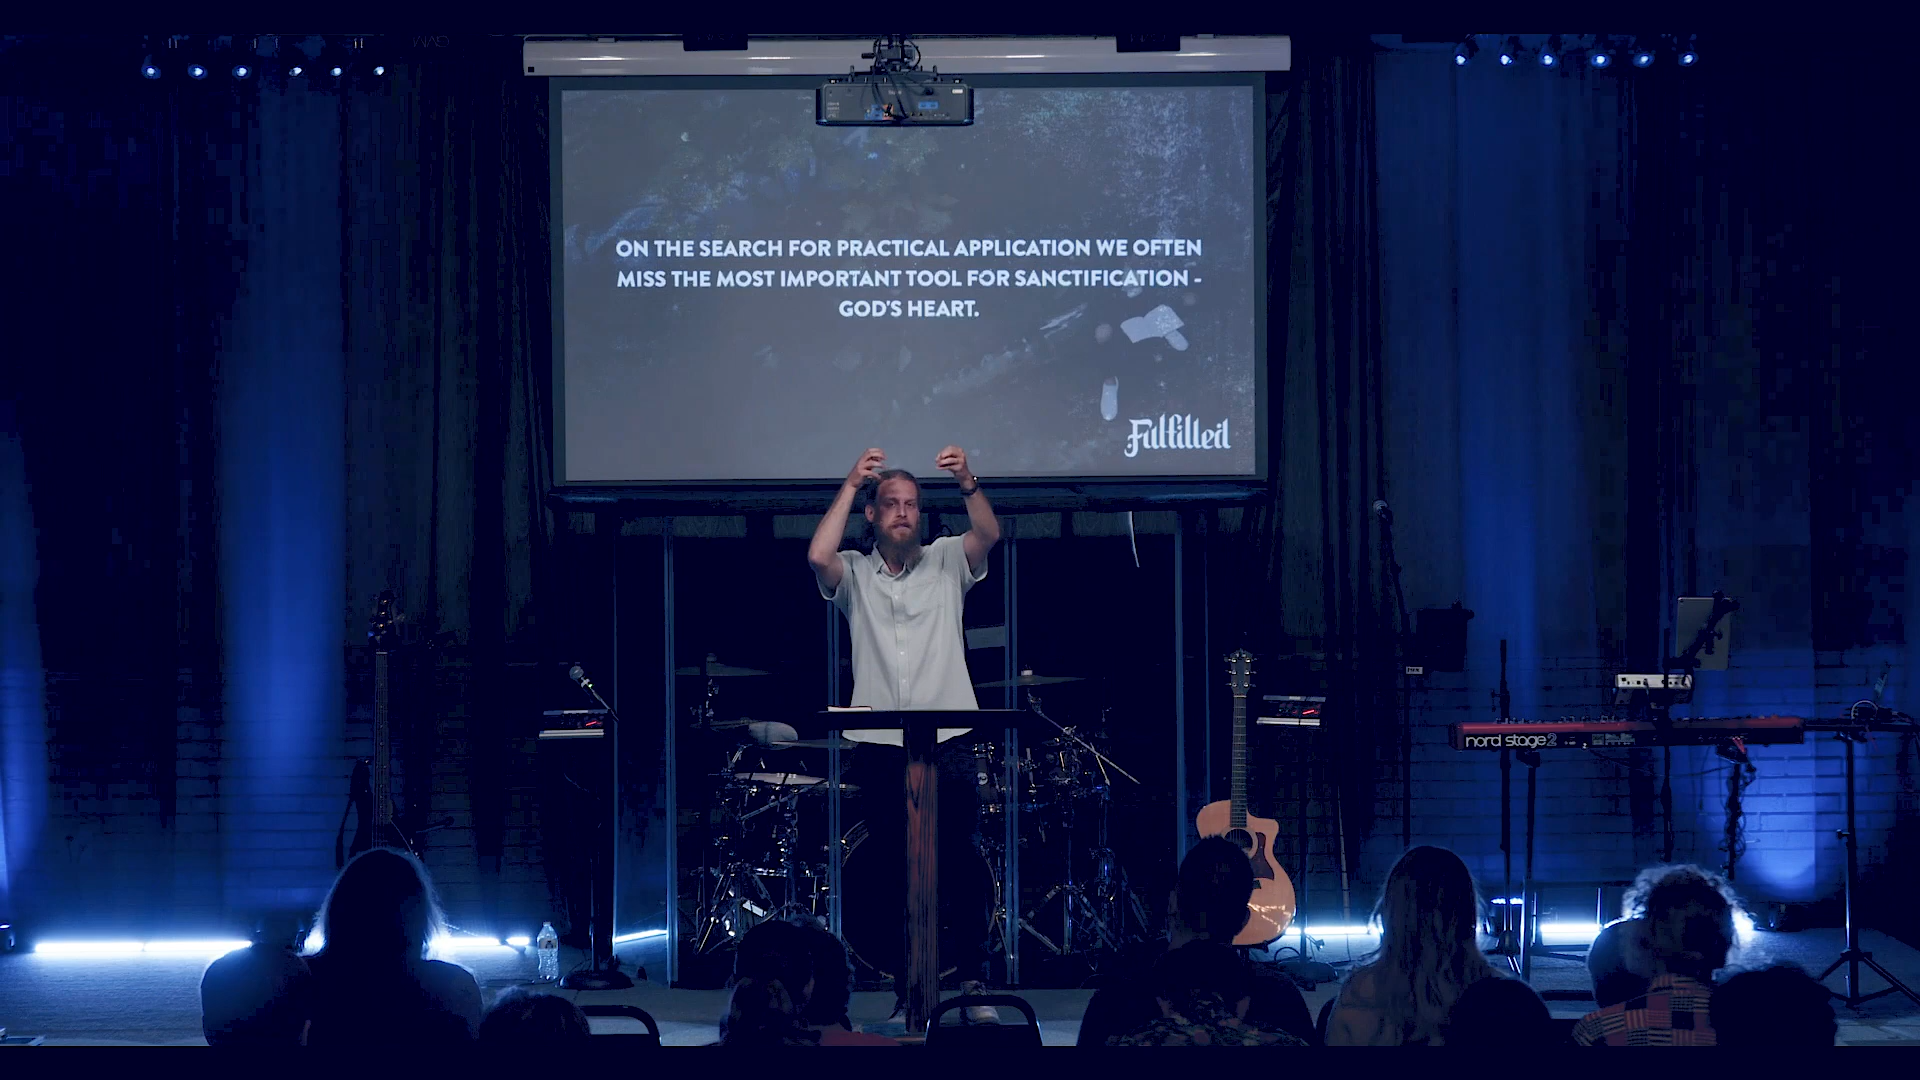 ON THE SEARCH FOR PRACTICAL APPLICATION WE OFTEN
MISS THE MOST IMPORTANT TOOL FOR SANCTIFICATION -
GOD'S HEART.
Fulfilled
nord stage2